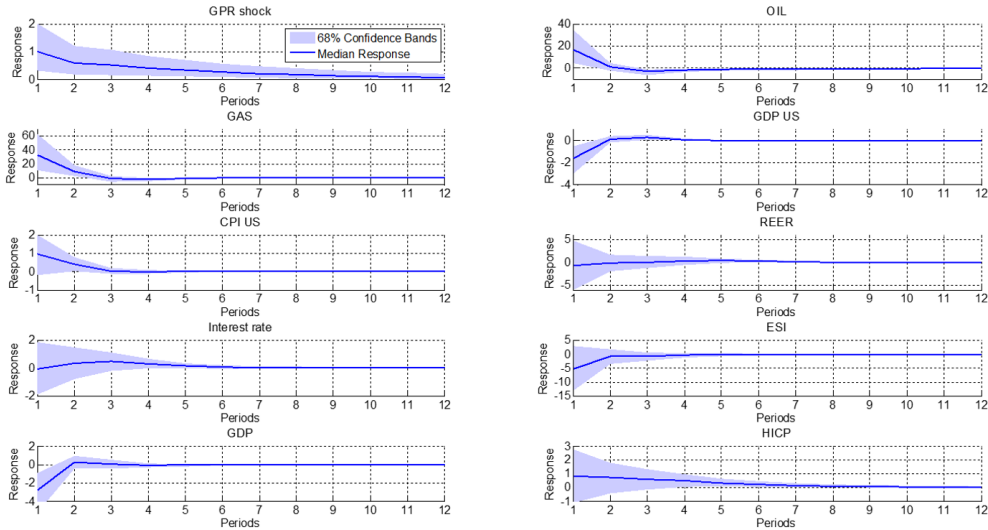 GPR shock
Response
2
1
0
68% Confidence Bands
Median Response
1 2 3 4 5 6 7 8 9 10 11 12
Periods
OIL
Response
40
20
0
1 2 3 4 5 6 7 8 9 10 11 12
Periods
GAS
Response
60
40
20
0
1 2 3 4 5 6 7 8 9 10 11 12
Periods
GDP US
Response
0
-2
-4
1 2 3 4 5 6 7 8 9 10 11 12
Periods
CPI US
Response
2
1
0
-1
1 2 3 4 5 6 7 8 9 10 11 12
Periods
REER
Response
5
0
-5
1 2 3 4 5 6 7 8 9 10 11 12
Periods
Interest rate
Response
2
0
-2
1 2 3 4 5 6 7 8 9 10 11 12
Periods
ESI
Response
5
0
-5
-10
-15
1 2 3 4 5 6 7 8 9 10 11 12
Periods
GDP
Response
2
0
-2
-4
1 2 3 4 5 6 7 8 9 10 11 12
Periods
HICP
Response
3
2
1
0
-1
1 2 3 4 5 6 7 8 9 10 11 12
Periods